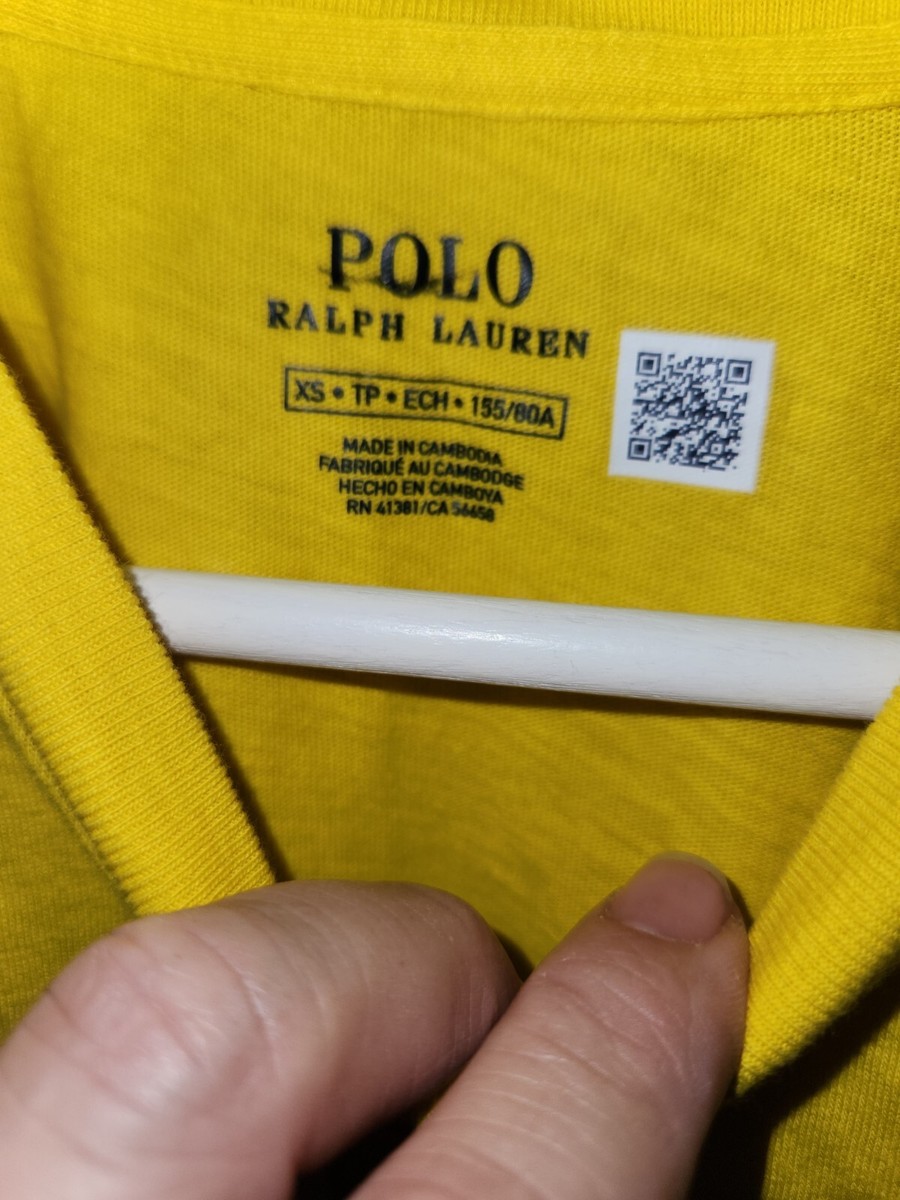 POLO
RALPH LAUREN
XS • TP • ECH • 155/80A
MADE IN CAMBODIA
FABRIQUÉ AU CAMBODGE
HECHO EN CAMBOYA
RN 41381/CA 56658